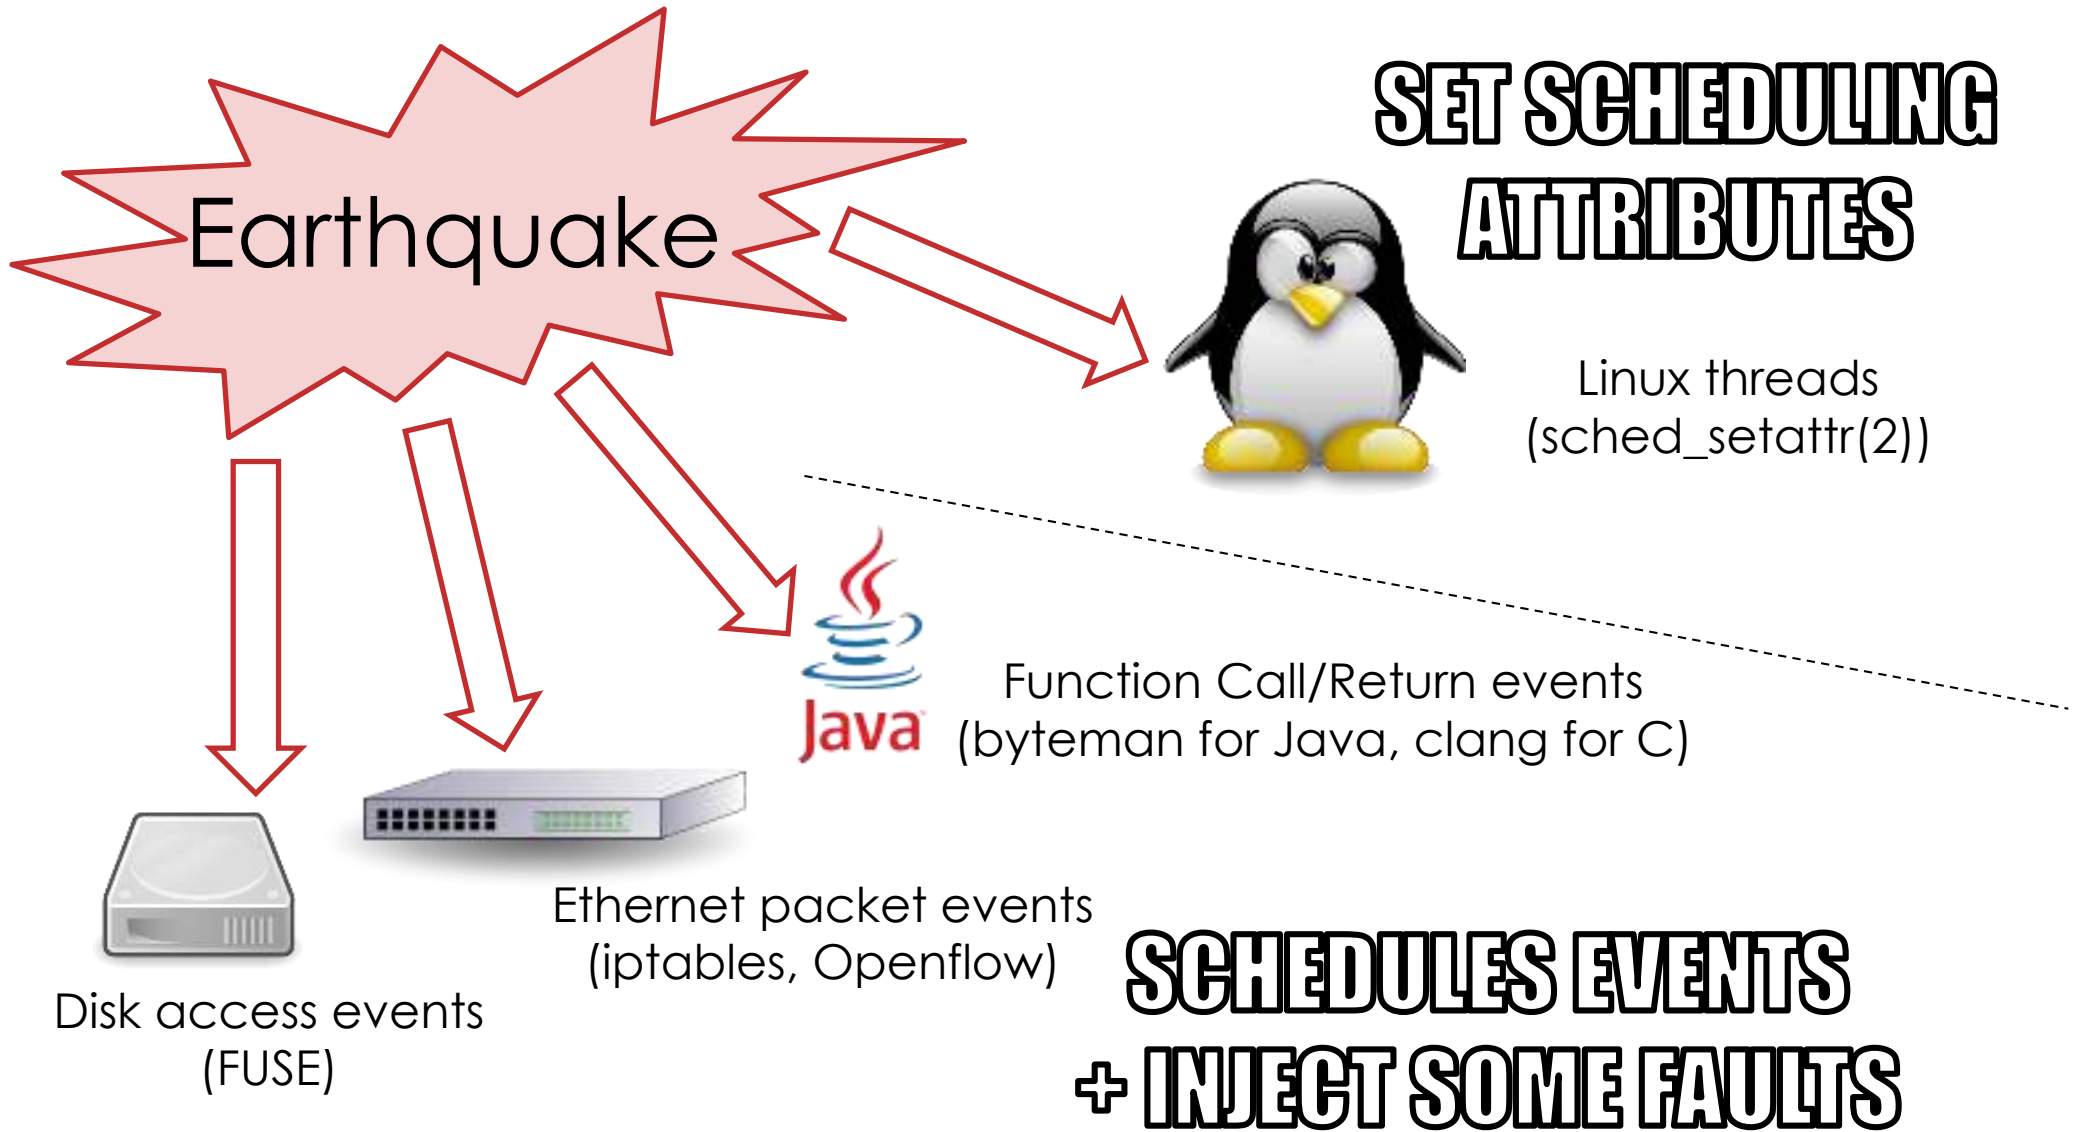 Earthquake
SET SCHEDULING
ATTRIBUTES
Linux threads
(sched_setattr(2))
Java
Function Call/Return events
(byteman for Java, clang for C)
Ethernet packet events
(iptables, Openflow)
Disk access events
(FUSE)
SCHEDULES EVENTS
+ INJECT SOME FAULTS